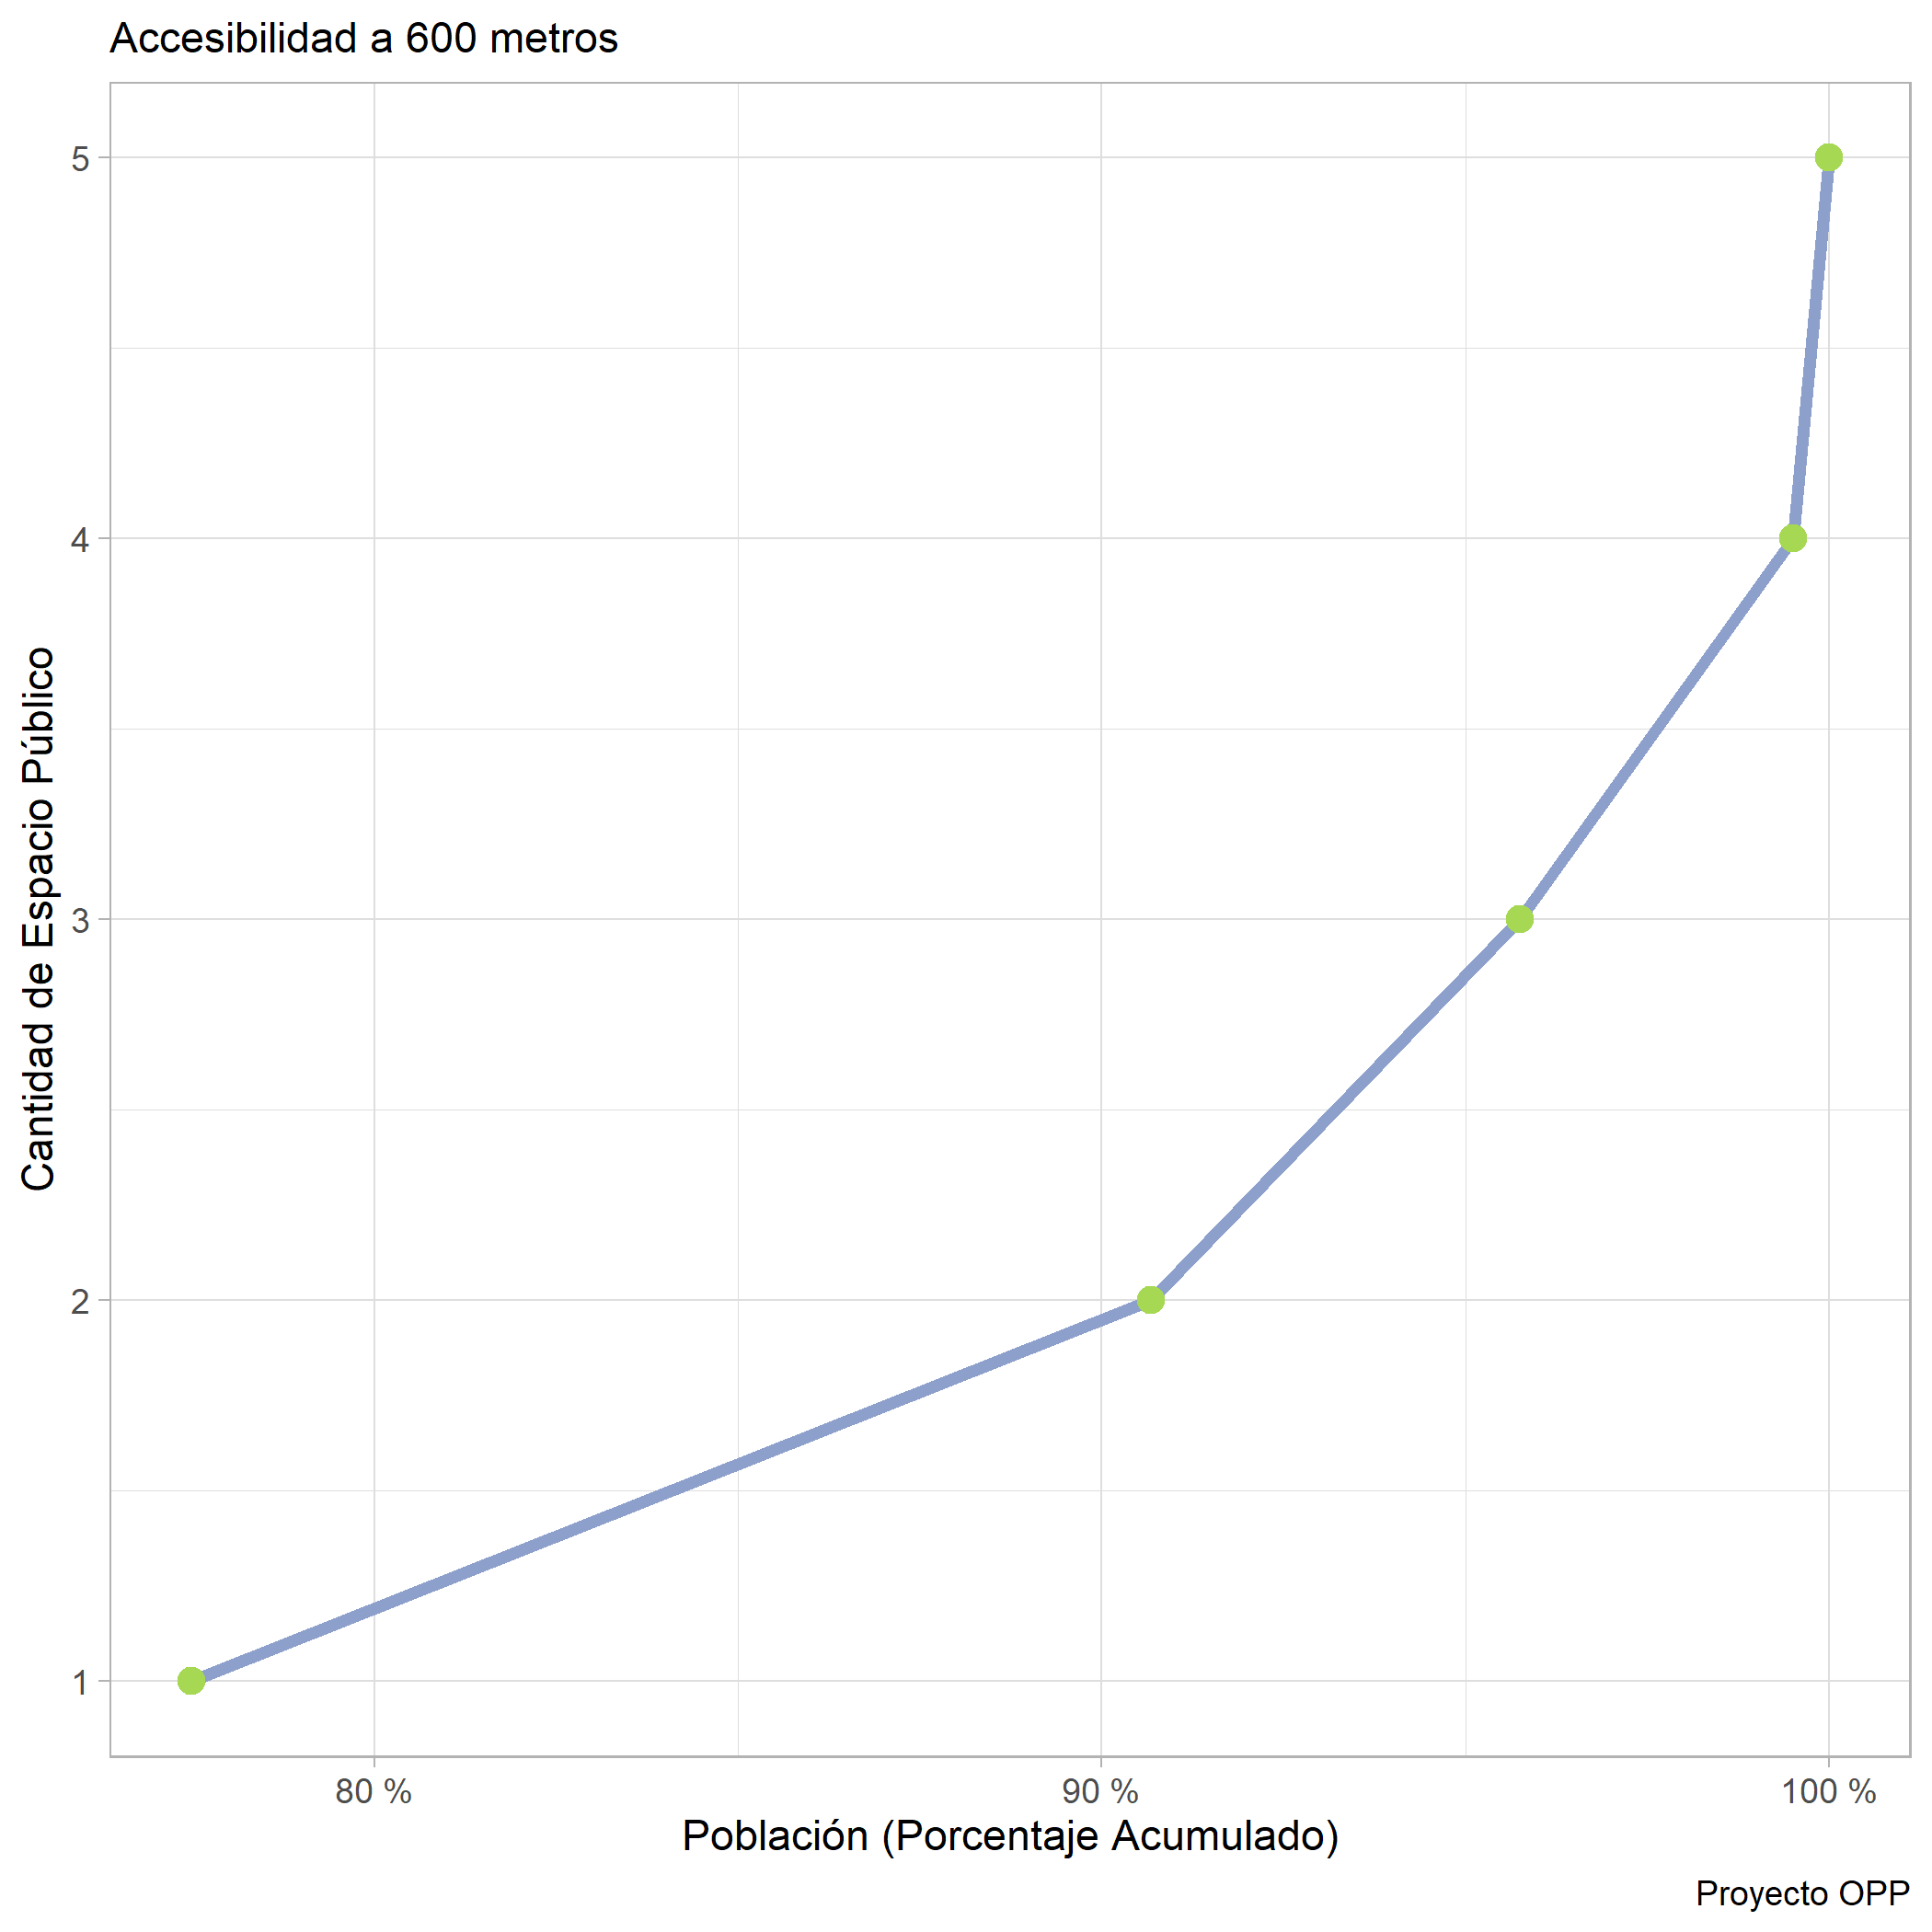 Accesibilidad a 600 metros
Cantidad de Espacio Público
5
4
3
2
1
80 %
90 %
100 %
Población (Porcentaje Acumulado)
Proyecto OPP